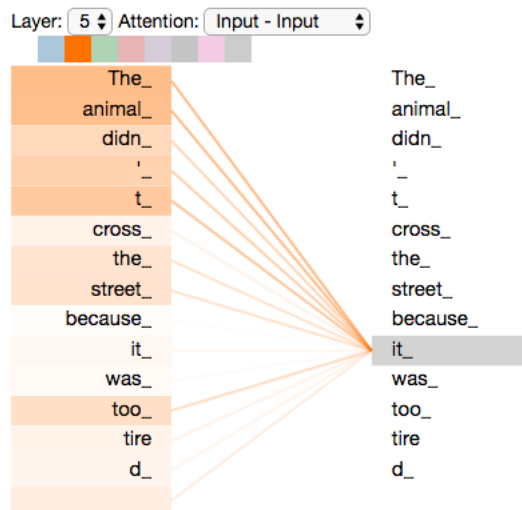 Layer: 5 Attention: Input - Input
The_ The_
animal_ animal_
didn_ didn_
'_ '_
t_ t_
cross_ cross_
the_ the_
street_ street_
because_ because_
it_ it_
was_ was_
too_ too_
tire tire
d_ d_